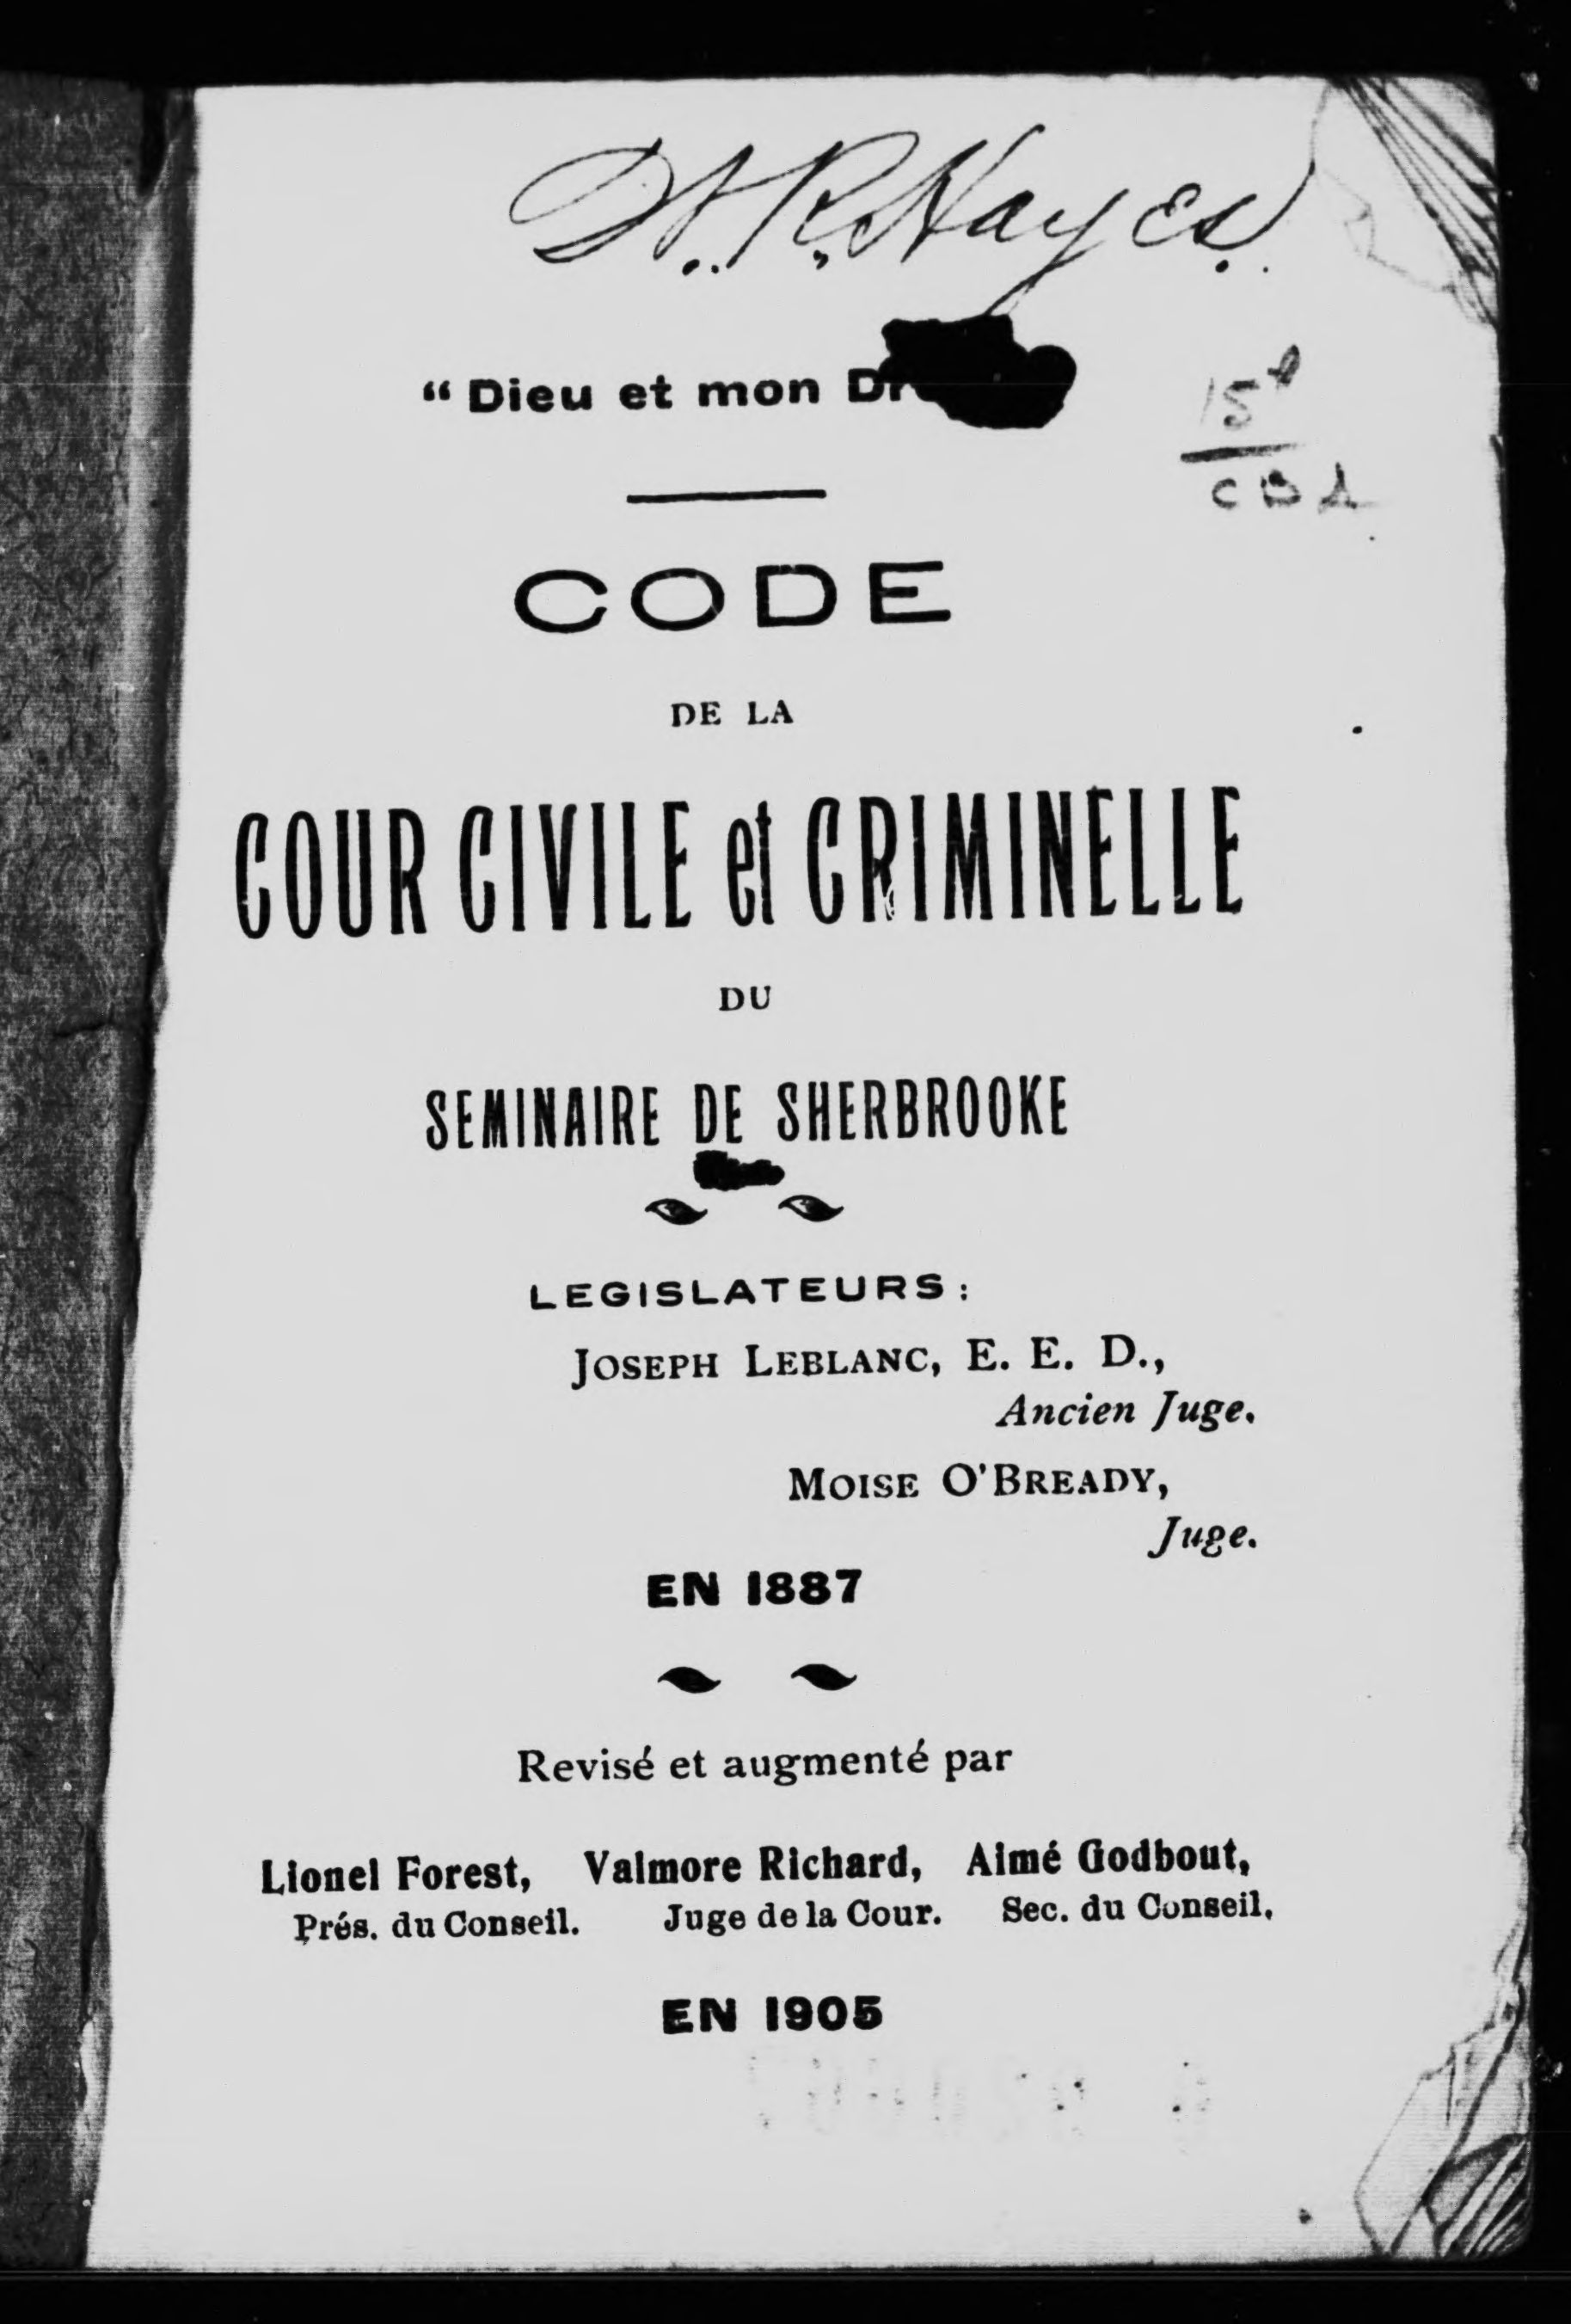 Hayes.
" Dieu et mon
15
CODE
DE LA
COUR CIVILE et CRIMINELLE
DU
SEMINAIRE DE SHERBROOKE
LEGISLATEURS :
JOSEPH LEBLANC, E. E. D.,
Ancien Juge.
MOISE O'BREADY,
Juge.
EN 1887
Revisé et augmenté par
Lionel Forest, Valmore Richard, Aimé Godbout,
Prés. du Conseil. Juge de la Cour. Sec. du Conseil.
EN 1905